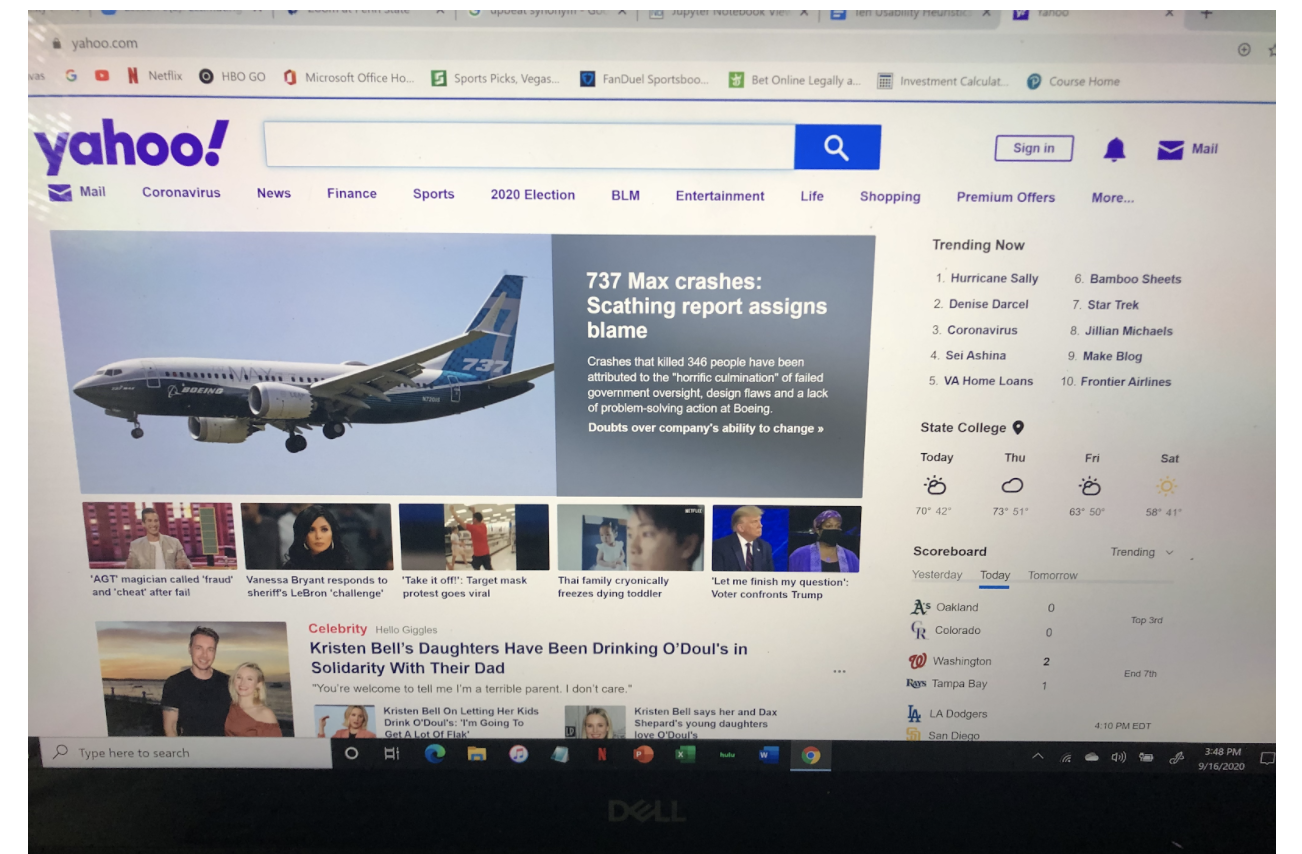 Jupyter Notebook
Ten Usability Heuristic
Yahoo
yahoo.com
Netflix
HBO GO
Microsoft Office Ho...
Sports Picks, Vegas...
FanDuel Sportsboo...
Bet Online Legally a...
Investment Calculat...
Course Home
yahoo!
Sign in
Mail
Mail
Coronavirus
News
Finance
Sports
2020 Election
BLM
Entertainment
Life
Shopping
Premium Offers
More...
737 Max crashes:
Scathing report assigns
blame
Crashes that killed 346 people have been
attributed to the "horrific culmination" of failed
government oversight, design flaws and a lack
of problem-solving action at Boeing.
Doubts over company's ability to change »
MAX
BOEING
737
Trending Now
1. Hurricane Sally
2. Denise Darcel
3. Coronavirus
4. Sei Ashina
5. VA Home Loans
6. Bamboo Sheets
7. Star Trek
8. Jillian Michaels
9. Make Blog
10. Frontier Airlines
State College
Today
Thu
Fri
Sat
70° 42°
73° 51°
63° 50°
58° 41°
NETFLIX
'AGT' magician called 'fraud'
and 'cheat' after fail
Vanessa Bryant responds to
sheriff's LeBron 'challenge'
'Take it off!': Target mask
protest goes viral
Thai family cryonically
freezes dying toddler
'Let me finish my question':
Voter confronts Trump
Scoreboard
Trending
Yesterday
Today
Tomorrow
A's Oakland 0
CR Colorado 0
Top 3rd
W Washington 2
Rays Tampa Bay 1
End 7th
LA LA Dodgers
SD San Diego
4:10 PM EDT
Celebrity Hello Giggles
Kristen Bell's Daughters Have Been Drinking O'Doul's in
Solidarity With Their Dad
"You're welcome to tell me I'm a terrible parent. I don't care."
Kristen Bell On Letting Her Kids
Drink O'Doul's: 'I'm Going To
Get A Lot Of Flak'
Kristen Bell says her and Dax
Shepard's young daughters
love O'Doul's
Type here to search
hulu
3:48 PM
9/16/2020
DELL